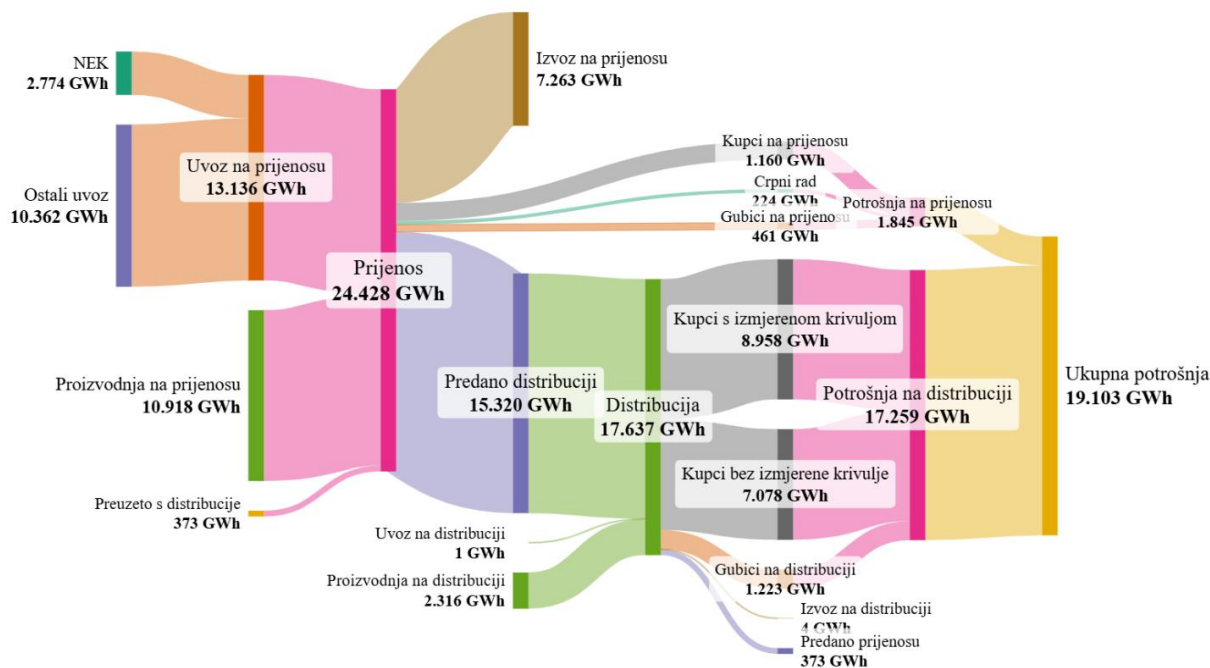 NEK
2.774 GWh
Ostali uvoz
10.362 GWh
Uvoz na prijenosu
13.136 GWh
Proizvodnja na prijenosu
10.918 GWh
Preuzeto s distribucije
373 GWh
Prijenos
24.428 GWh
Izvoz na prijenosu
7.263 GWh
Kupci na prijenosu
1.160 GWh
Crpni rad
224 GWh
Gubici na prijenosu
461 GWh
Potrošnja na prijenosu
1.845 GWh
Predano distribuciji
15.320 GWh
Uvoz na distribuciji
1 GWh
Proizvodnja na distribuciji
2.316 GWh
Distribucija
17.637 GWh
Kupci s izmjerenom krivuljom
8.958 GWh
Kupci bez izmjerene krivulje
7.078 GWh
Gubici na distribuciji
1.223 GWh
Izvoz na distribuciji
4 GWh
Predano prijenosu
373 GWh
Potrošnja na distribuciji
17.259 GWh
Ukupna potrošnja
19.103 GWh